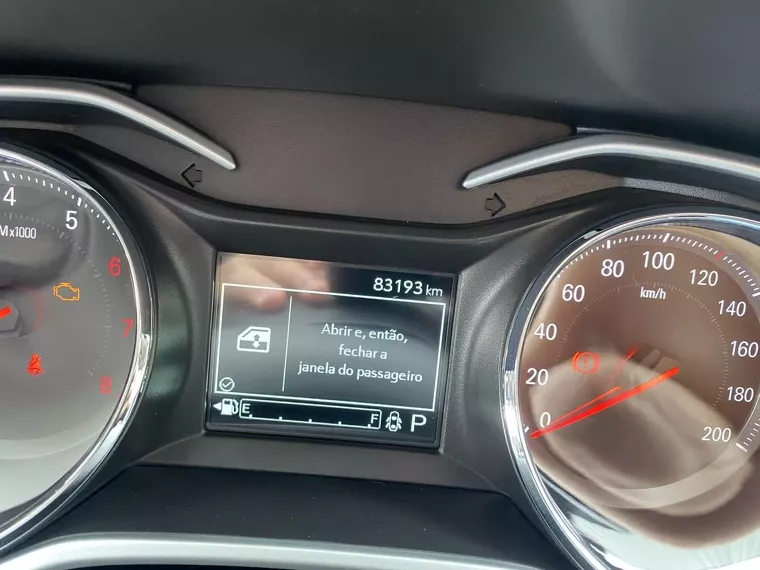 4
5
Mx1000
6
7
8
83193 km
Abrir e, então,
fechar a
janela do passageiro
E
F
P
0
20
40
60
80
100
120
140
160
180
200
km/h